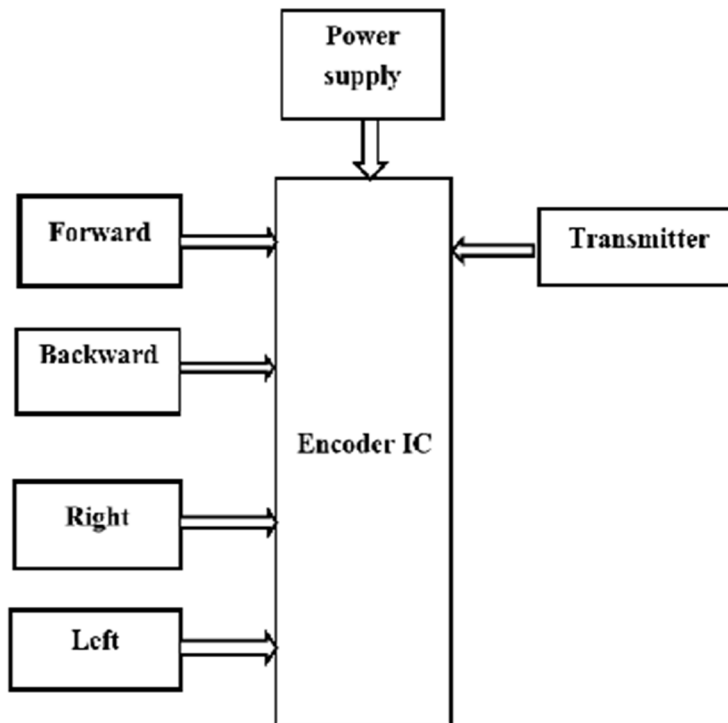 Power
supply
Forward
Transmitter
Backward
Encoder IC
Right
Left